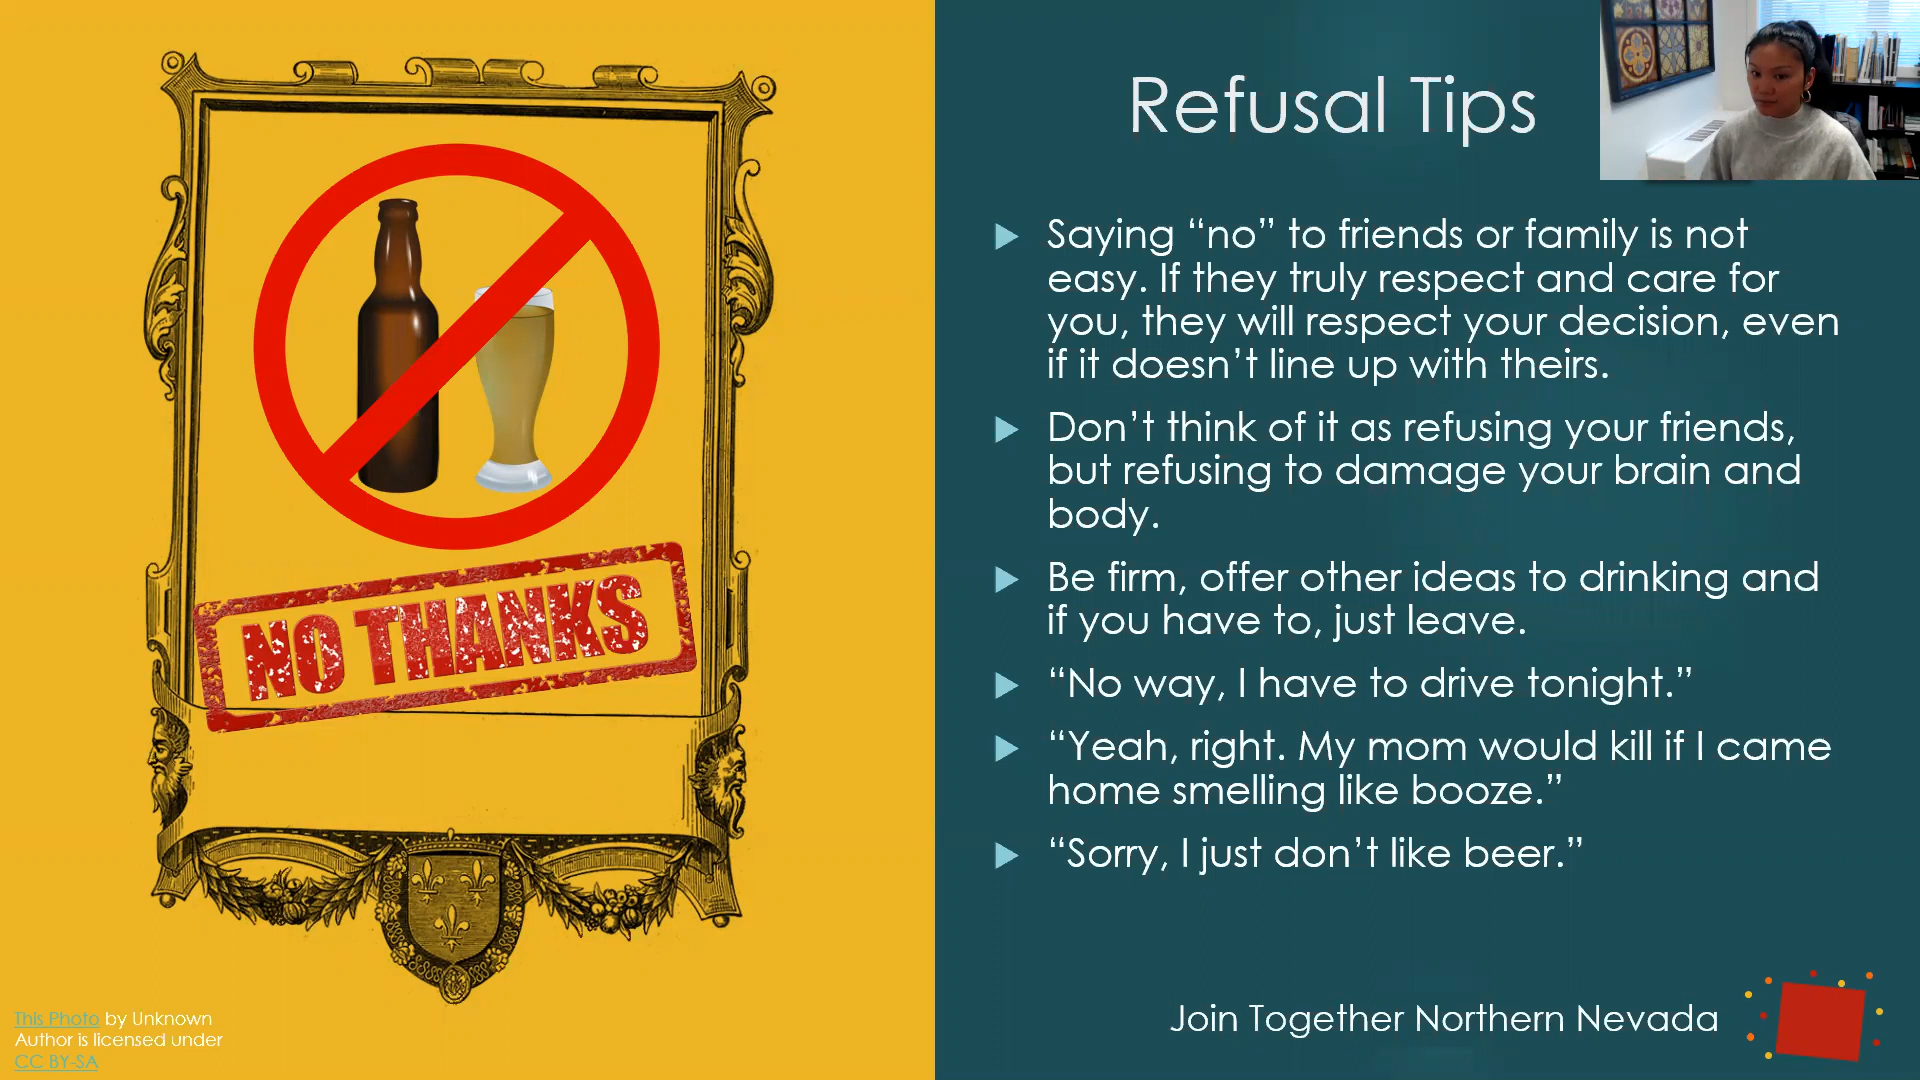 Refusal Tips
Saying “no” to friends or family is not
easy. If they truly respect and care for
you, they will respect your decision, even
if it doesn’t line up with theirs.
Don’t think of it as refusing your friends,
but refusing to damage your brain and
body.
Be firm, offer other ideas to drinking and
if you have to, just leave.
“No way, I have to drive tonight.”
“Yeah, right. My mom would kill if I came
home smelling like booze.”
“Sorry, I just don’t like beer.”
NO THANKS
This Photo by Unknown
Author is licensed under
CC BY-SA
Join Together Northern Nevada